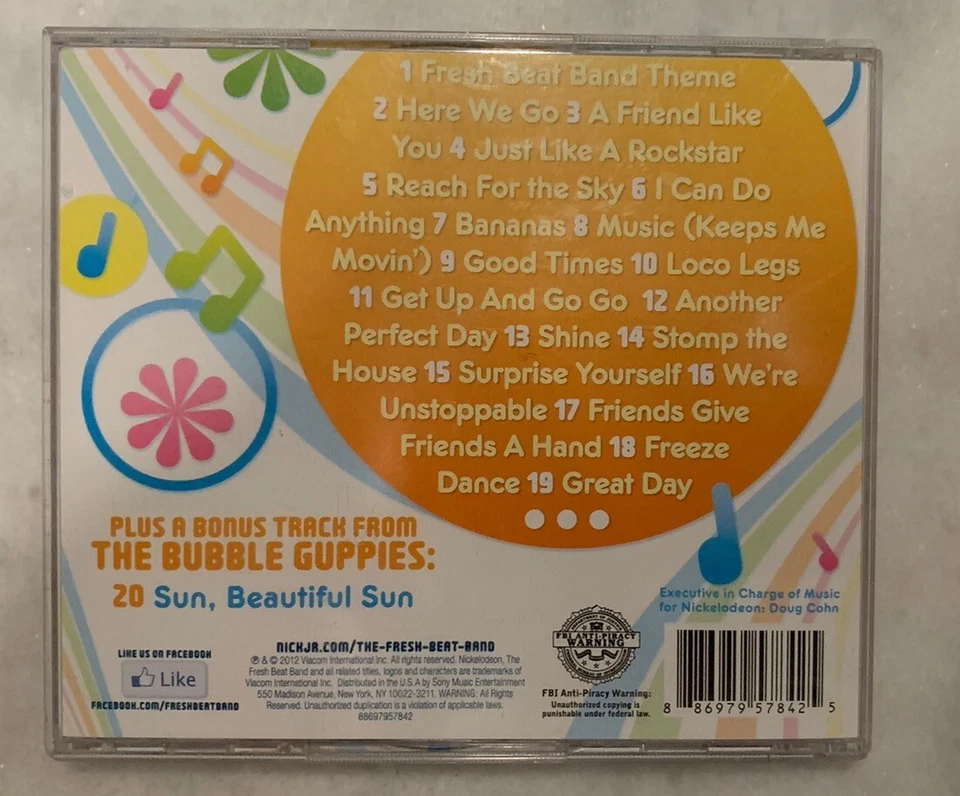 1 Fresh Beat Band Theme
2 Here We Go 3 A Friend Like
You 4 Just Like A Rockstar
5 Reach For the Sky 6 I Can Do
Anything 7 Bananas 8 Music (Keeps Me
Movin') 9 Good Times 10 Loco Legs
11 Get Up And Go Go 12 Another
Perfect Day 13 Shine 14 Stomp the
House 15 Surprise Yourself 16 We're
Unstoppable 17 Friends Give
Friends A Hand 18 Freeze
Dance 19 Great Day
PLUS A BONUS TRACK FROM
THE BUBBLE GUPPIES:
20 Sun, Beautiful Sun
Executive in Charge of Music
for Nickelodeon: Doug Cohn
LIKE US ON FACEBOOK
Like
FACEBOOK.COM/FRESHBEATBAND
NICKJR.COM/THE-FRESH-BEAT-BAND
℗ & © 2012 Viacom International Inc. All rights reserved. Nickelodeon, The
Fresh Beat Band and all related titles, logos and characters are trademarks of
Viacom International Inc. Distributed in the U.S.A by Sony Music Entertainment
550 Madison Avenue, New York, NY 10022-3211. WARNING: All Rights
Reserved. Unauthorized duplication is a violation of applicable laws.
88697957842
FBI ANTI-PIRACY
WARNING
FBI Anti-Piracy Warning:
Unauthorized copying is
punishable under federal law.
8 86979 57842 5